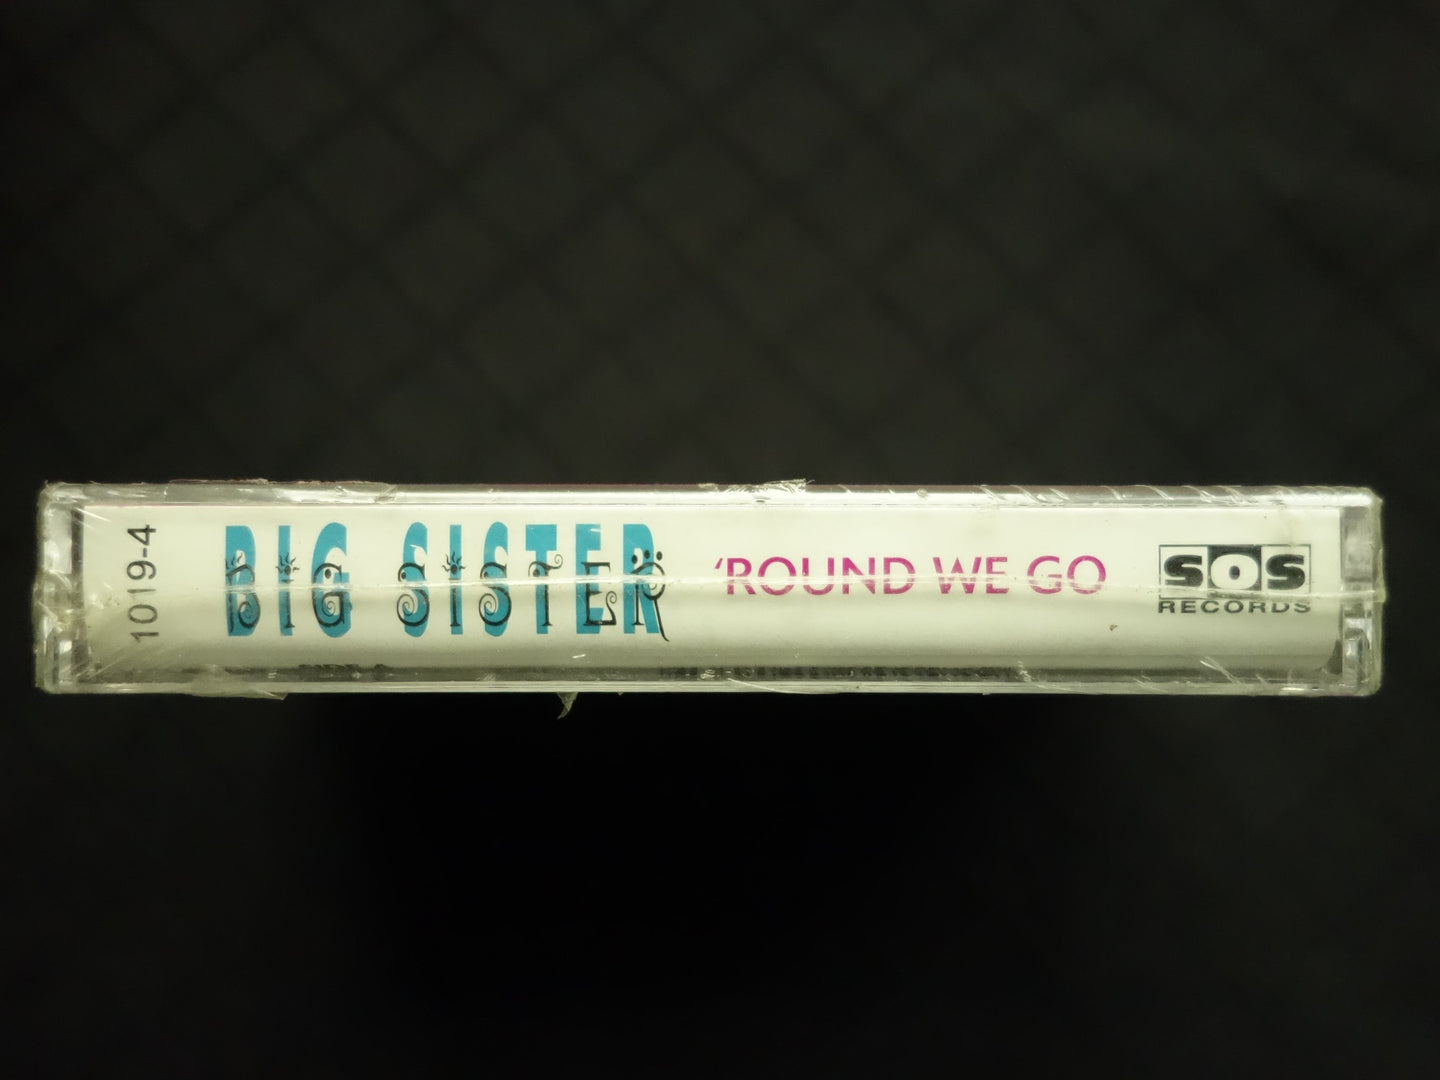 1019-4
BIG SISTER
'ROUND WE GO
SOS
RECORDS